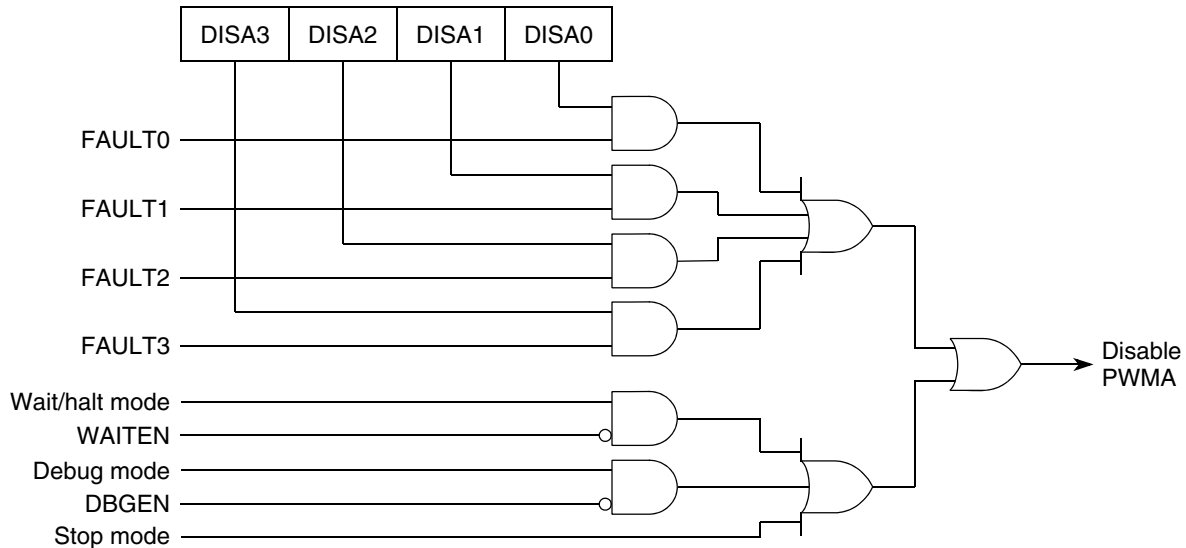 DISA3 DISA2 DISA1 DISA0
FAULT0
FAULT1
FAULT2
FAULT3
Wait/halt mode
WAITEN
Debug mode
DBGEN
Stop mode
Disable
PWMA